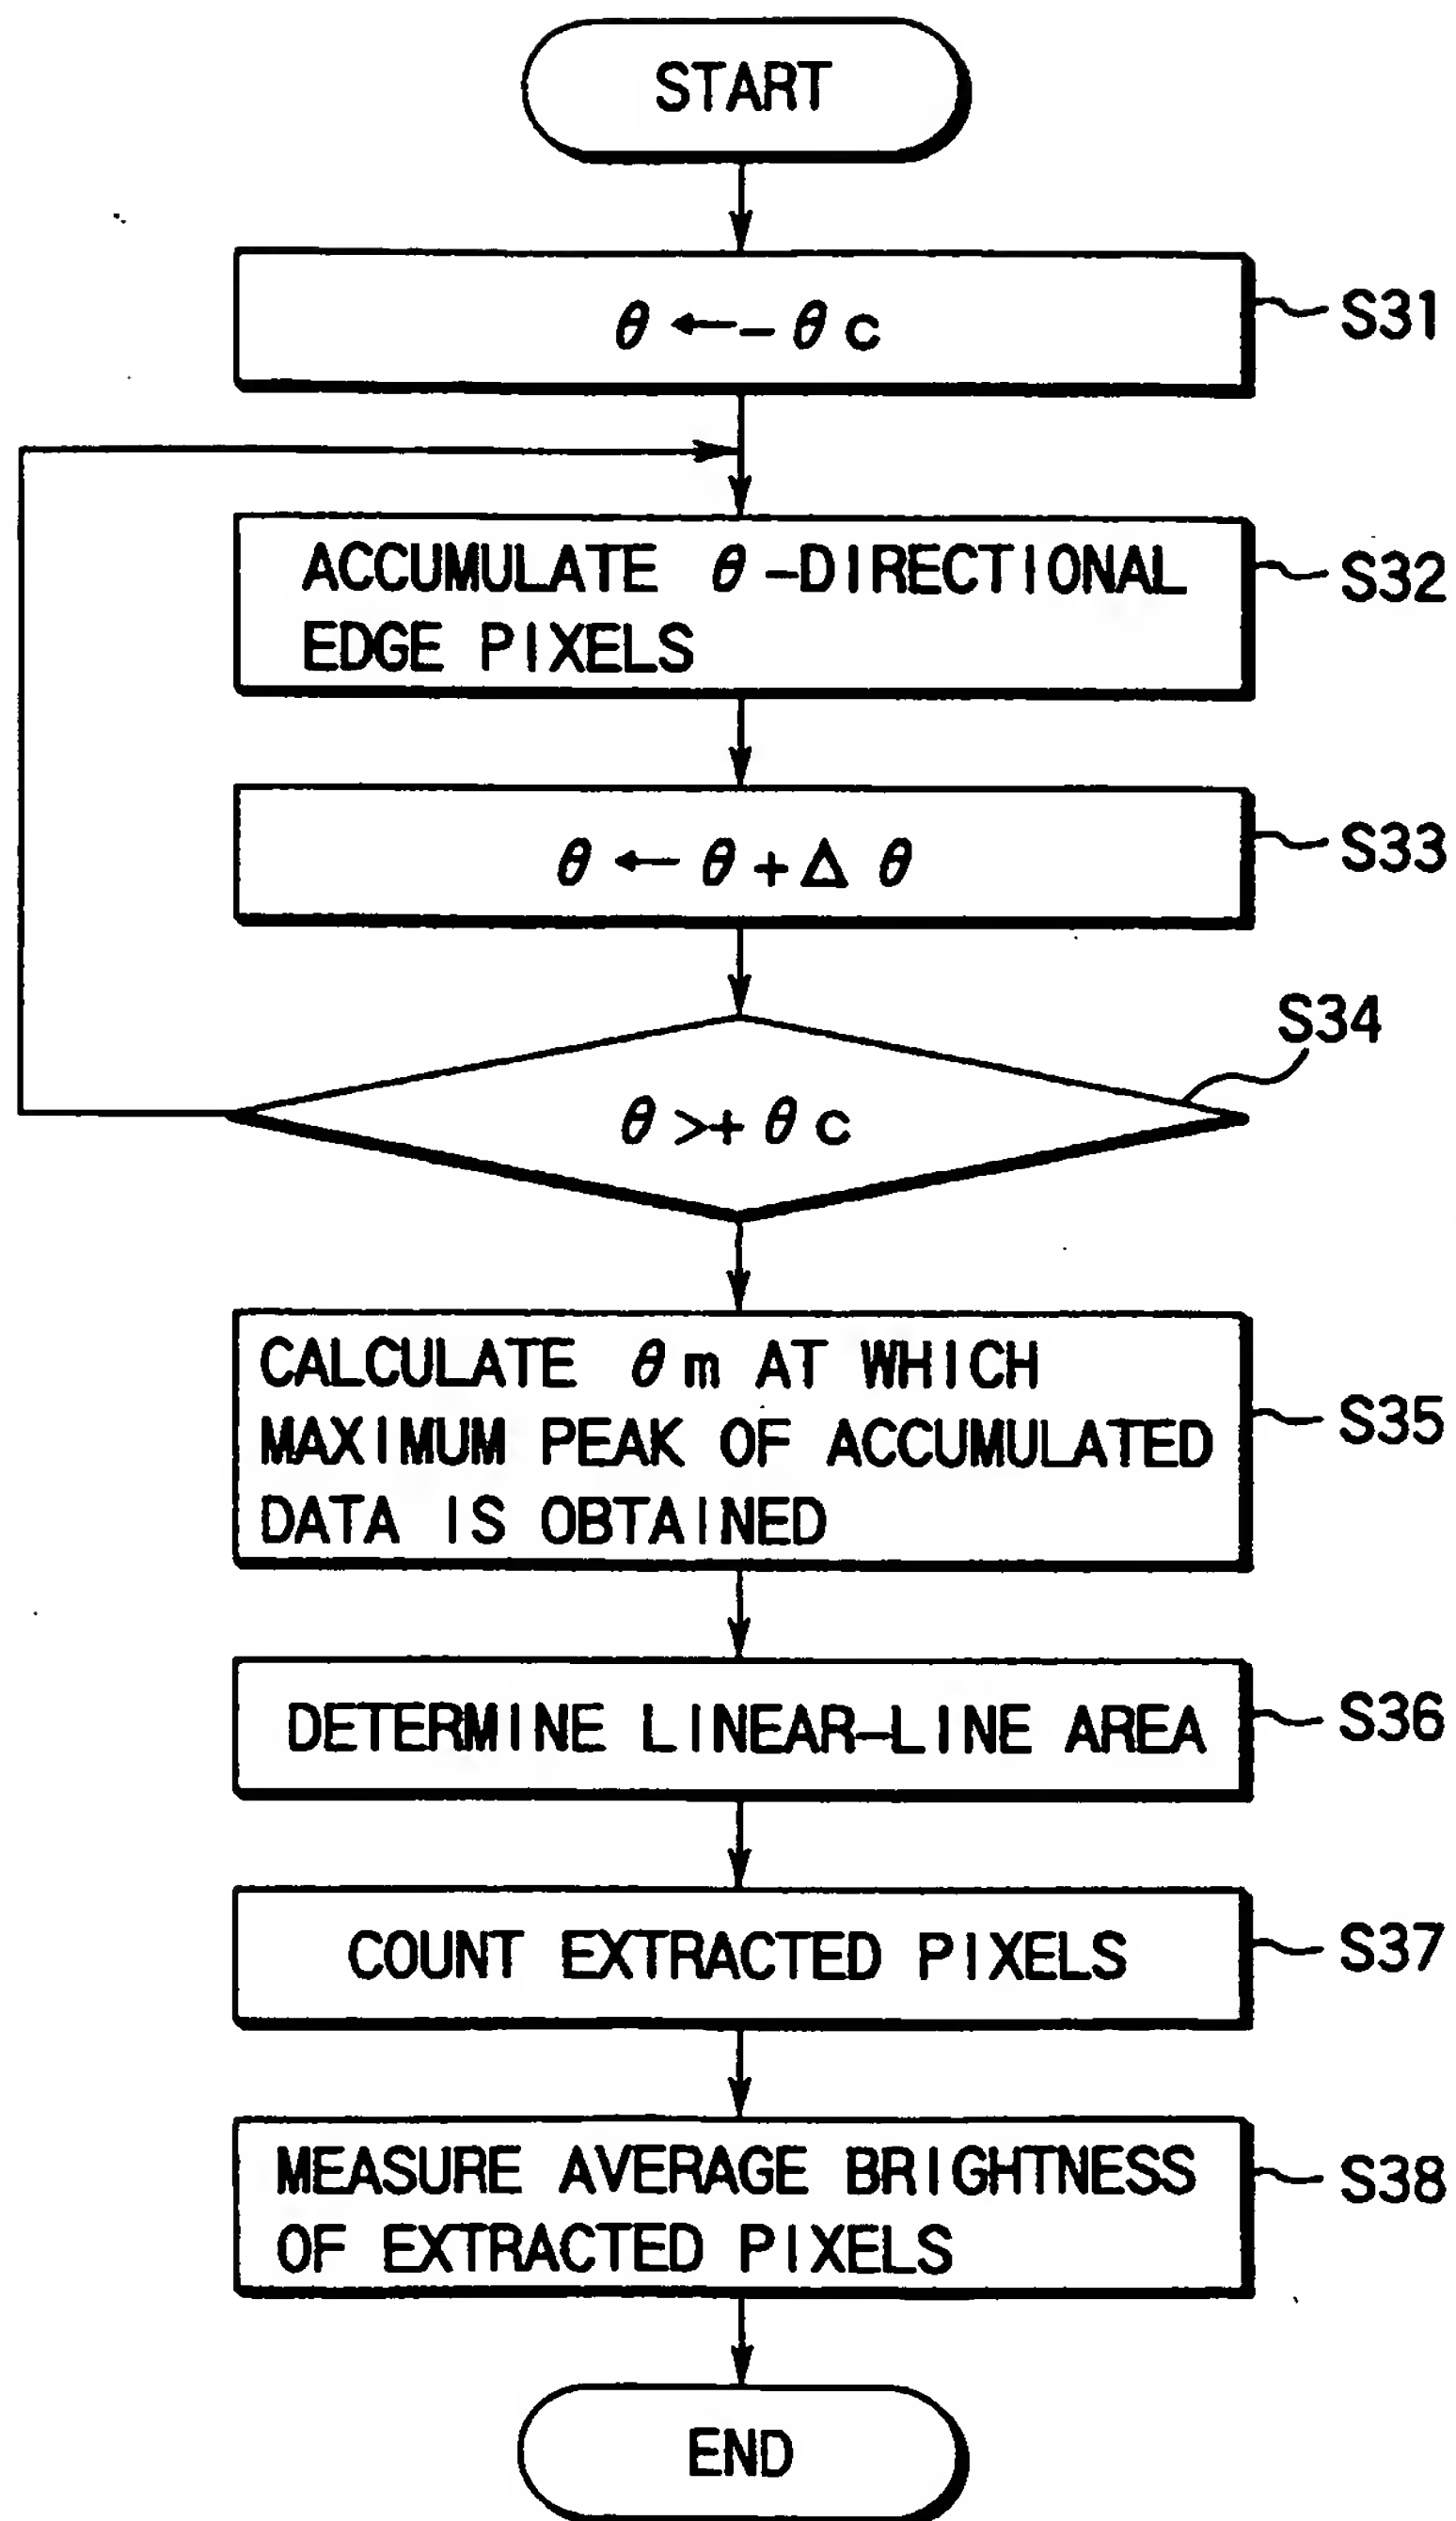 START
θ ← - θ c
S31
ACCUMULATE θ -DIRECTIONAL
EDGE PIXELS
S32
θ ← θ + Δ θ
S33
S34
θ >+ θ c
CALCULATE θ m AT WHICH
MAXIMUM PEAK OF ACCUMULATED
DATA IS OBTAINED
S35
DETERMINE LINEAR-LINE AREA
S36
COUNT EXTRACTED PIXELS
S37
MEASURE AVERAGE BRIGHTNESS
OF EXTRACTED PIXELS
S38
END